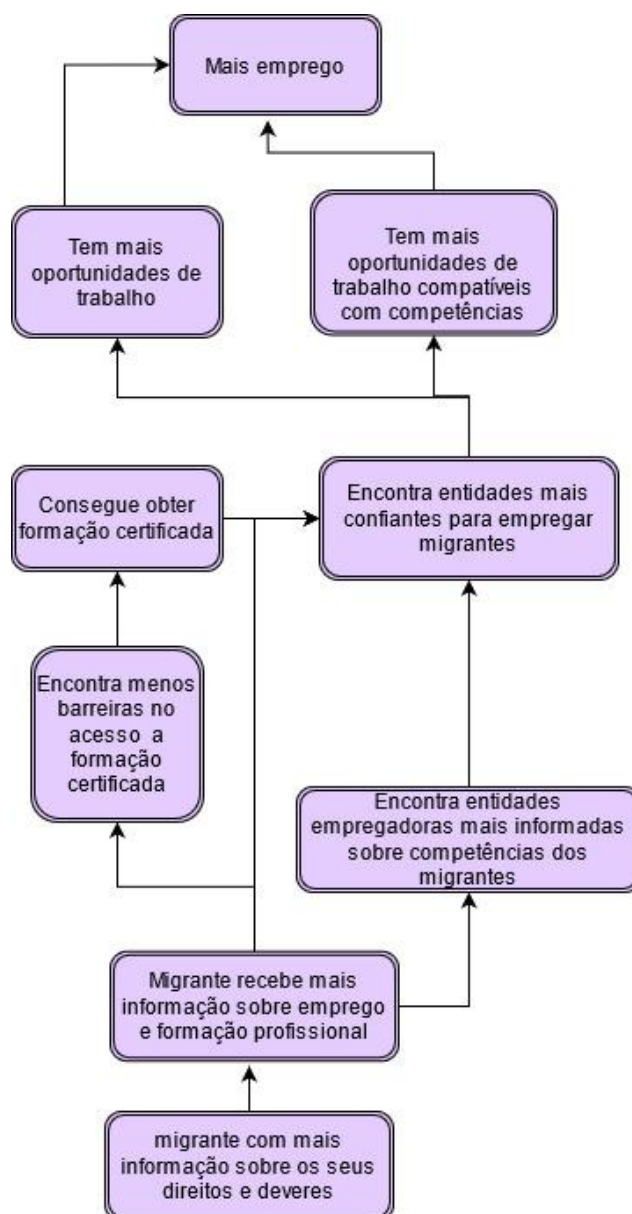 Mais emprego
Tem mais
oportunidades de
trabalho
Tem mais
oportunidades de
trabalho compatíveis
com competências
Consegue obter
formação certificada
Encontra entidades mais
confiantes para empregar
migrantes
Encontra menos
barreiras no
acesso a
formação
certificada
Encontra entidades
empregadoras mais informadas
sobre competências dos
migrantes
Migrante recebe mais
informação sobre emprego
e formação profissional
migrante com mais
informação sobre os seus
direitos e deveres